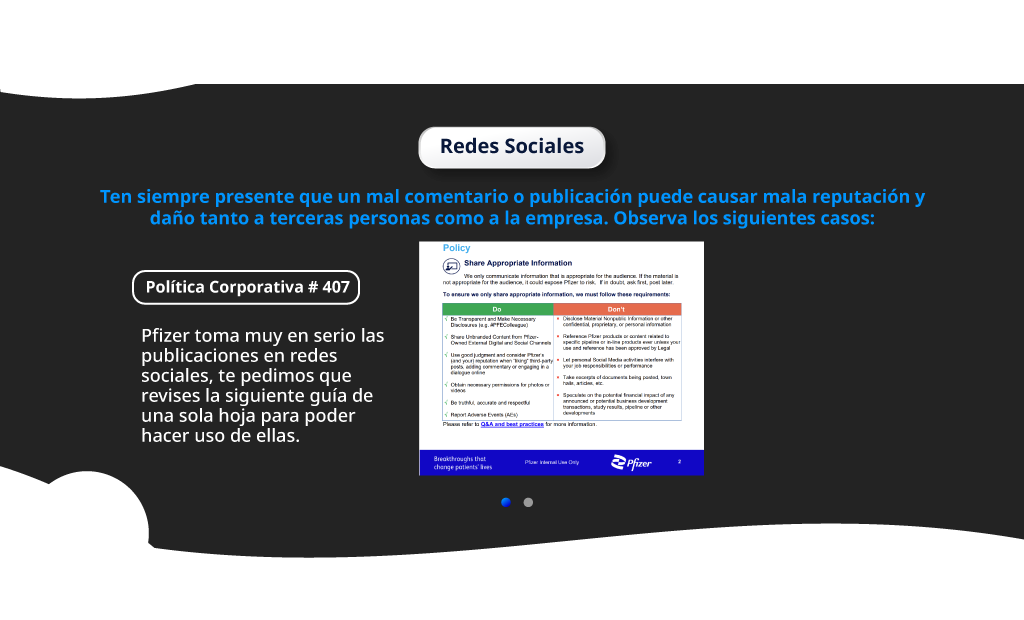 Redes Sociales
Ten siempre presente que un mal comentario o publicación puede causar mala reputación y
daño tanto a terceras personas como a la empresa. Observa los siguientes casos:
Política Corporativa # 407
Pfizer toma muy en serio las
publicaciones en redes
sociales, te pedimos que
revises la siguiente guía de
una sola hoja para poder
hacer uso de ellas.
Policy
Share Appropriate Information
We only communicate information that is appropriate for the audience. If the material is
not appropriate for the audience, it could expose Pfizer to risk. If in doubt, ask first, post later.
To ensure we only share appropriate information, we must follow these requirements:
Do
√ Be Transparent and Make Necessary
Disclosures (e.g. #PFEColleague)
√ Share Unbranded Content from Pfizer-
Owned External Digital and Social Channels
√ Use good judgment and consider Pfizer's
(and your) reputation when "liking" third-party
posts, adding commentary or engaging in a
dialogue online
√ Obtain necessary permissions for photos or
videos
√ Be truthful, accurate and respectful
√ Report Adverse Events (AEs)
Don't
• Disclose Material Nonpublic Information or other
confidential, proprietary, or personal information
• Reference Pfizer products or content related to
specific pipeline or in-line products ever unless your
use and reference has been approved by Legal
• Let personal Social Media activities interfere with
your job responsibilities or performance
• Take excerpts of documents being posted, town
halls, articles, etc.
• Speculate on the potential financial impact of any
announced or potential business development
transactions, study results, pipeline or other
developments
Please refer to Q&A and best practices for more information.
Breakthroughs that
change patients' lives
Pfizer Internal Use Only
Pfizer
2